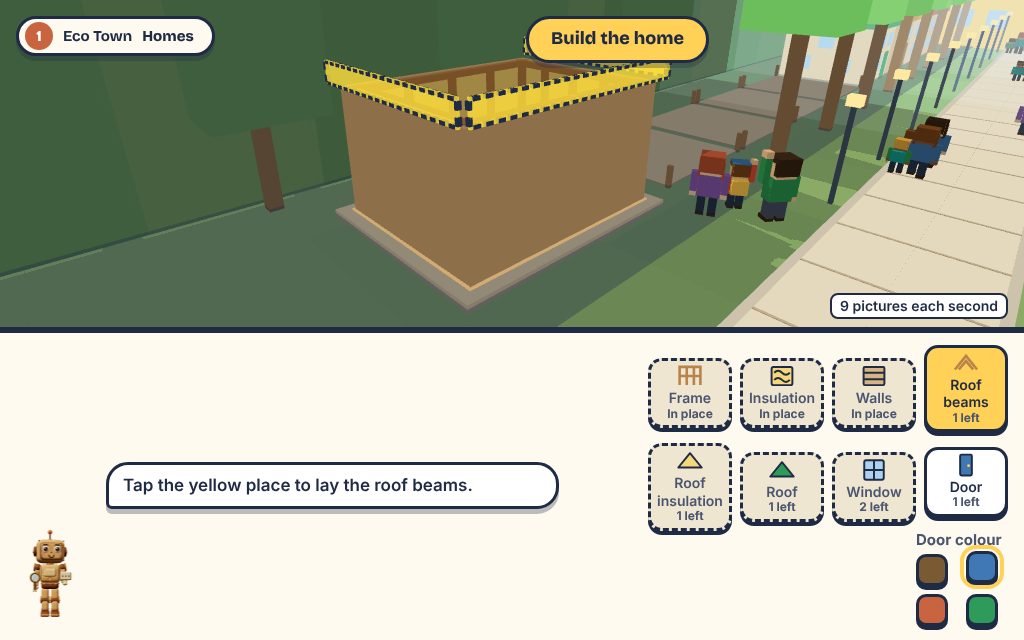 1 Eco Town Homes
Build the home
9 pictures each second
Tap the yellow place to lay the roof beams.
Frame
In place
Insulation
In place
Walls
In place
Roof
beams
1 left
Roof
insulation
1 left
Roof
1 left
Window
2 left
Door
1 left
Door colour